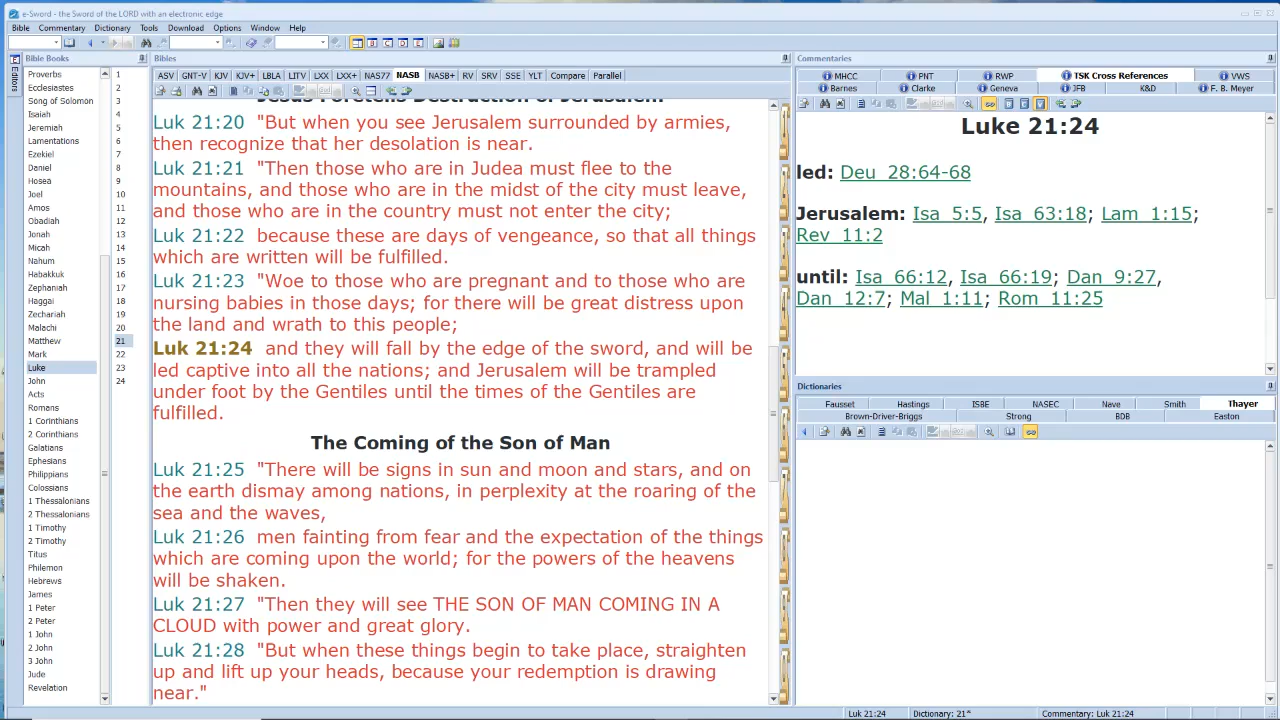 e-Sword - the Sword of the LORD with an electronic edge
Bible Commentary Dictionary Tools Download Options Window Help
Editors
Bible Books
Proverbs
Ecclesiastes
Song of Solomon
Isaiah
Jeremiah
Lamentations
Ezekiel
Daniel
Hosea
Joel
Amos
Obadiah
Jonah
Micah
Nahum
Habakkuk
Zephaniah
Haggai
Zechariah
Malachi
Matthew
Mark
Luke
John
Acts
Romans
1 Corinthians
2 Corinthians
Galatians
Ephesians
Philippians
Colossians
1 Thessalonians
2 Thessalonians
1 Timothy
2 Timothy
Titus
Philemon
Hebrews
James
1 Peter
2 Peter
1 John
2 John
3 John
Jude
Revelation
1
2
3
4
5
6
7
8
9
10
11
12
13
14
15
16
17
18
19
20
21
22
23
24
Bibles
ASV GNT-V KJV KJV+ LBLA LITV LXX LXX+ NAS77 NASB NASB+ RV SRV SSE YLT Compare Parallel
Jesus Foretells Destruction of Jerusalem
Luk 21:20 "But when you see Jerusalem surrounded by armies,
then recognize that her desolation is near.
Luk 21:21 "Then those who are in Judea must flee to the
mountains, and those who are in the midst of the city must leave,
and those who are in the country must not enter the city;
Luk 21:22 because these are days of vengeance, so that all things
which are written will be fulfilled.
Luk 21:23 "Woe to those who are pregnant and to those who are
nursing babies in those days; for there will be great distress upon
the land and wrath to this people;
Luk 21:24 and they will fall by the edge of the sword, and will be
led captive into all the nations; and Jerusalem will be trampled
under foot by the Gentiles until the times of the Gentiles are
fulfilled.
The Coming of the Son of Man
Luk 21:25 "There will be signs in sun and moon and stars, and on
the earth dismay among nations, in perplexity at the roaring of the
sea and the waves,
Luk 21:26 men fainting from fear and the expectation of the things
which are coming upon the world; for the powers of the heavens
will be shaken.
Luk 21:27 "Then they will see THE SON OF MAN COMING IN A
CLOUD with power and great glory.
Luk 21:28 "But when these things begin to take place, straighten
up and lift up your heads, because your redemption is drawing
near."
Commentaries
MHCC PNT RWP TSK Cross References VWS
Barnes Clarke Geneva JFB K&D F. B. Meyer
Luke 21:24
led: Deu 28:64-68
Jerusalem: Isa 5:5, Isa 63:18; Lam 1:15;
Rev 11:2
until: Isa 66:12, Isa 66:19; Dan 9:27,
Dan 12:7; Mal 1:11; Rom 11:25
Dictionaries
Fausset Hastings ISBE NASEC Nave Smith Thayer
Brown-Driver-Briggs Strong BDB Easton
Luk 21:24 Dictionary: 21* Commentary: Luk 21:24